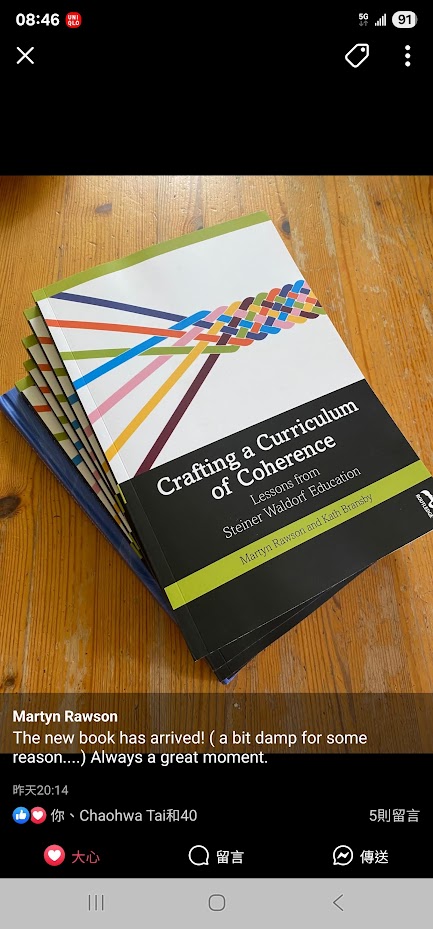 08:46 UNI QLO 5G 91
Crafting a Curriculum
of Coherence
Lessons from
Steiner Waldorf Education
Martyn Rawson and Kath Bransby
ROUTLEDGE
Martyn Rawson
The new book has arrived! ( a bit damp for some
reason....) Always a great moment.
昨天20:14
你、Chaohwa Tai和40
5則留言
大心
留言
傳送